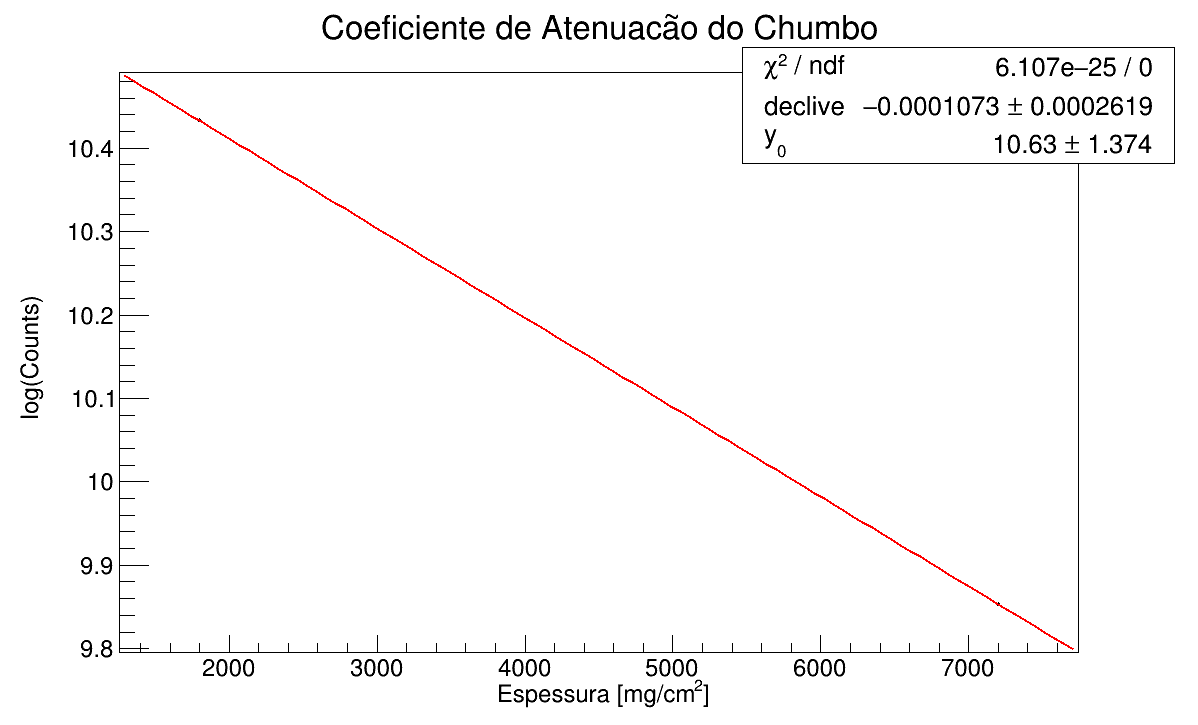 Coeficiente de Atenuacão do Chumbo
χ² / ndf 6.107e−25 / 0
declive −0.0001073 ± 0.0002619
y₀ 10.63 ± 1.374
10.4
10.3
10.2
10.1
10
9.9
9.8
log(Counts)
2000 3000 4000 5000 6000 7000
Espessura [mg/cm²]